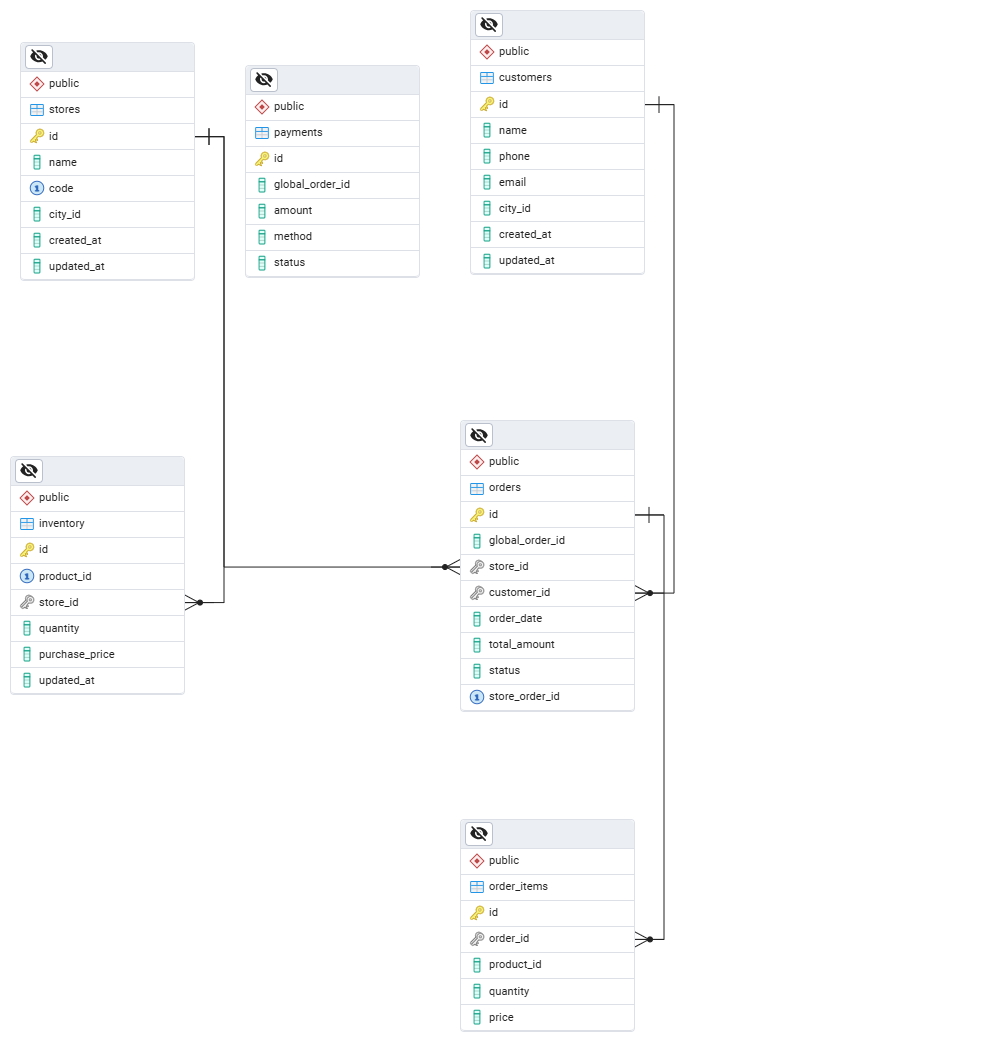 public
stores
id
name
code
city_id
created_at
updated_at
public
payments
id
global_order_id
amount
method
status
public
customers
id
name
phone
email
city_id
created_at
updated_at
public
inventory
id
product_id
store_id
quantity
purchase_price
updated_at
public
orders
id
global_order_id
store_id
customer_id
order_date
total_amount
status
store_order_id
public
order_items
id
order_id
product_id
quantity
price